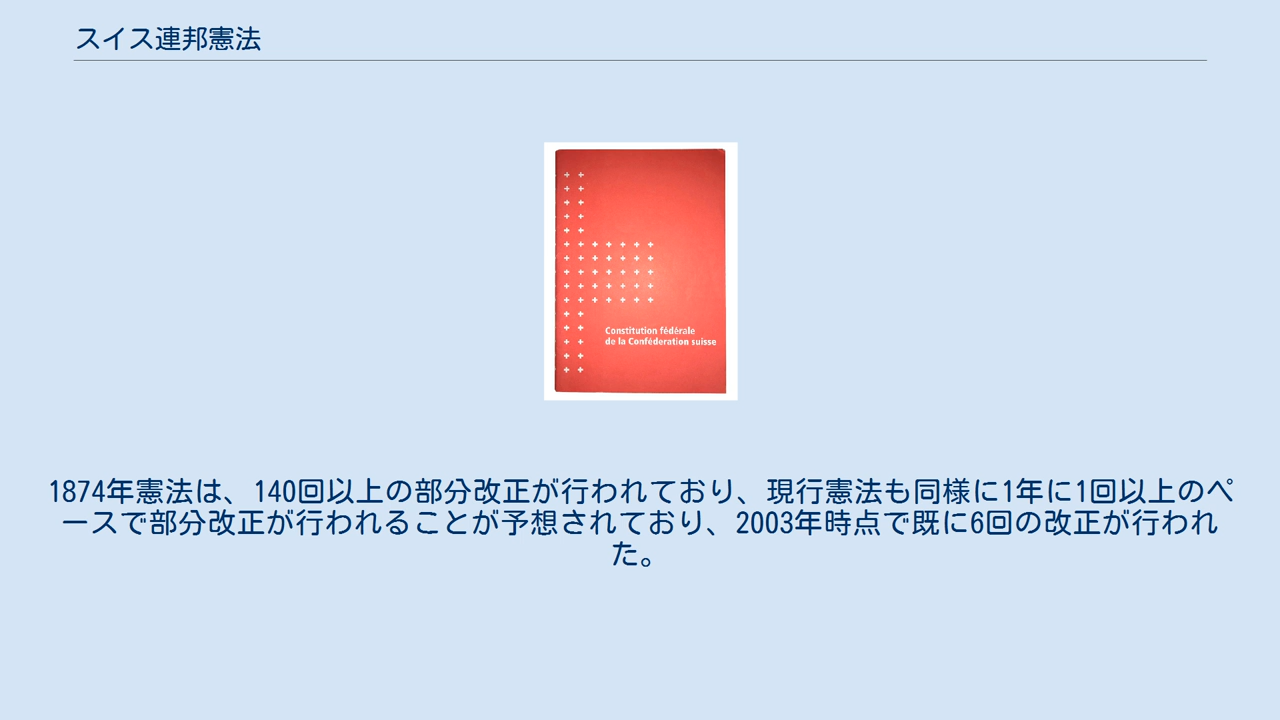 スイス連邦憲法
Constitution fédérale
de la Confédération suisse
1874年憲法は、140回以上の部分改正が行われており、現行憲法も同様に1年に1回以上のペ
ースで部分改正が行われることが予想されており、2003年時点で既に6回の改正が行われ
た。